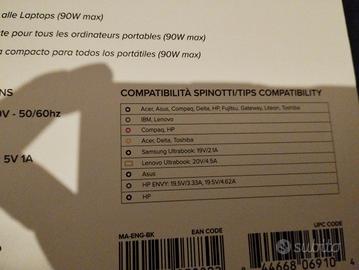 alle Laptops (90W max)
te pour tous les ordinateurs portables (90W max)
a compacto para todos los portátiles (90W max)
NS
V - 50/60hz
5V 1A
COMPATIBILITÀ SPINOTTI/TIPS COMPATIBILITY
Acer, Asus, Compaq, Delta, HP, Fujitsu, Gateway, Liteon, Toshiba
IBM, Lenovo
Compaq, HP
Acer, Delta, Toshiba
Samsung Ultrabook: 19V/2.1A
Lenovo Ultrabook: 20V/4.5A
Asus
HP ENVY: 19.5V/3.33A, 19.5V/4.62A
HP
MA-ENG-BK
EAN CODE
UPC CODE
44668 06910 4
subito